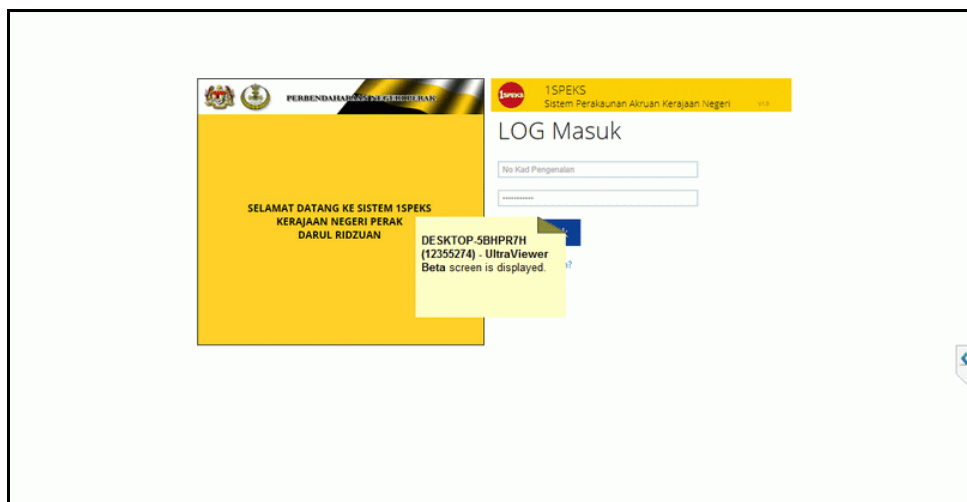 PERBENDAHARAAN NEGERI PERAK
SELAMAT DATANG KE SISTEM 1SPEKS
KERAJAAN NEGERI PERAK
DARUL RIDZUAN
1SPEKS
1SPEKS
Sistem Perakaunan Akruan Kerajaan Negeri
LOG Masuk
No Kad Pengenalan
DESKTOP-5BHPR7H
(12355274) - UltraViewer
Beta screen is displayed.